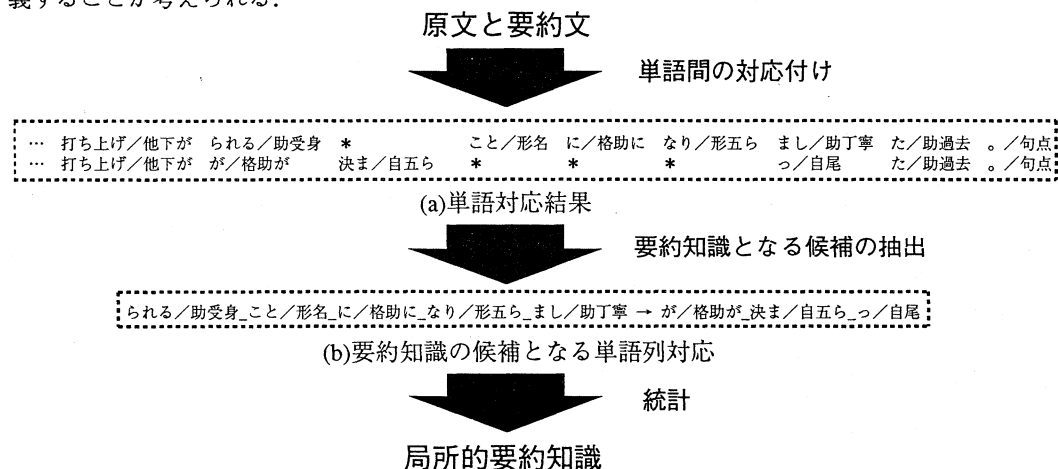 義することが考えられる.
原文と要約文
単語間の対応付け
… 打ち上げ／他下が られる／助受身 * こと／形名 に／格助に なり／形五ら まし／助丁寧 た／助過去 。／句点
… 打ち上げ／他下が が／格助が 決ま／自五ら * * * っ／自尾 た／助過去 。／句点
(a)単語対応結果
要約知識となる候補の抽出
られる／助受身_こと／形名_に／格助に_なり／形五ら_まし／助丁寧 → が／格助が_決ま／自五ら_っ／自尾
(b)要約知識の候補となる単語列対応
統計
局所的要約知識